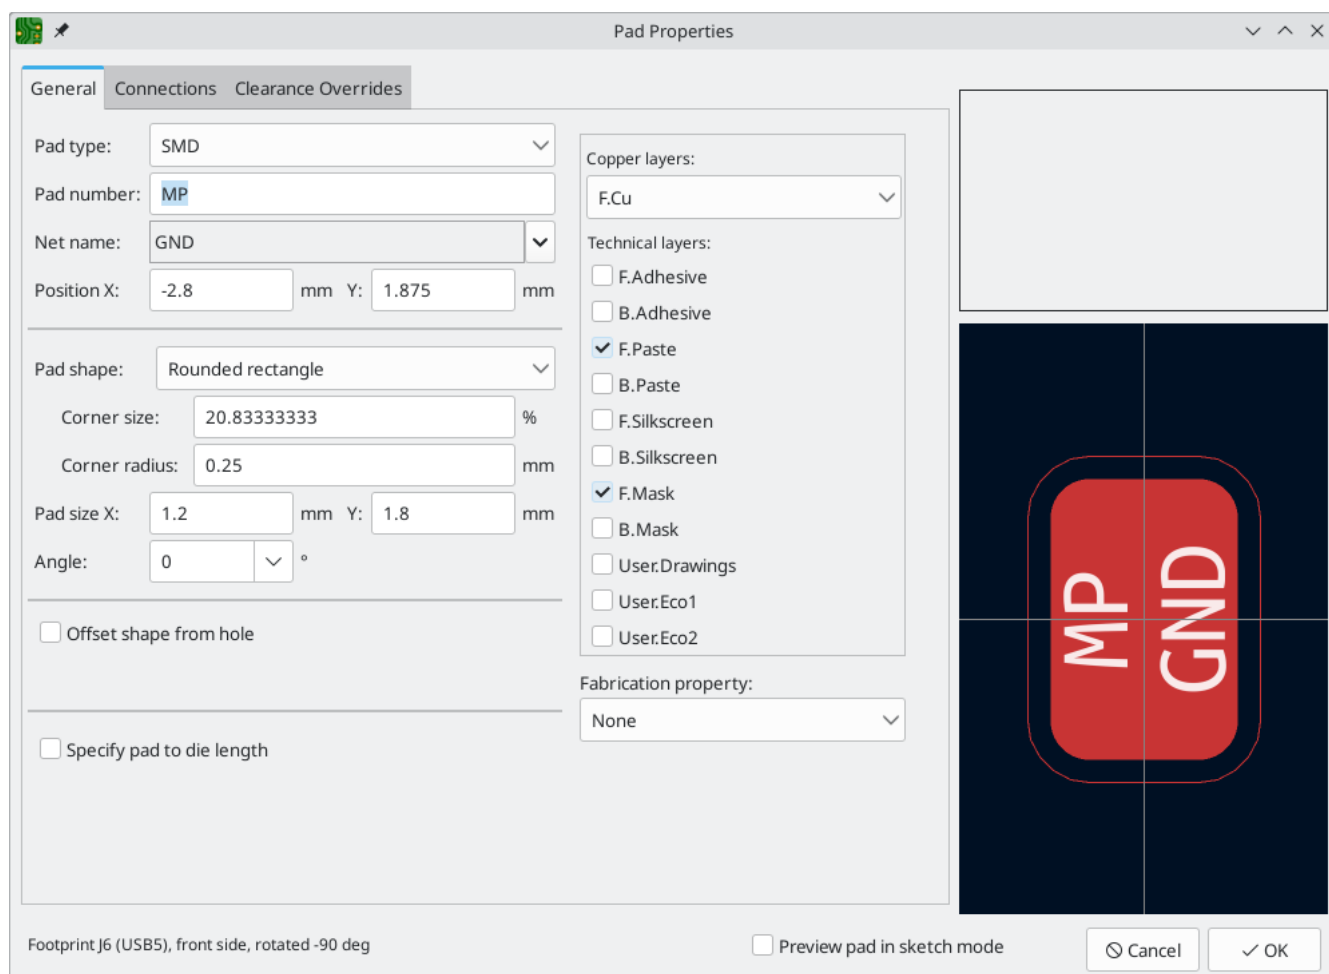 Pad Properties
General Connections Clearance Overrides
Pad type: SMD
Pad number: MP
Net name: GND
Position X: -2.8 mm Y: 1.875 mm
Pad shape: Rounded rectangle
Corner size: 20.83333333 %
Corner radius: 0.25 mm
Pad size X: 1.2 mm Y: 1.8 mm
Angle: 0 °
Offset shape from hole
Specify pad to die length
Copper layers:
F.Cu
Technical layers:
F.Adhesive
B.Adhesive
F.Paste
B.Paste
F.Silkscreen
B.Silkscreen
F.Mask
B.Mask
User.Drawings
User.Eco1
User.Eco2
Fabrication property:
None
MP
GND
Footprint J6 (USB5), front side, rotated -90 deg
Preview pad in sketch mode
Cancel
OK